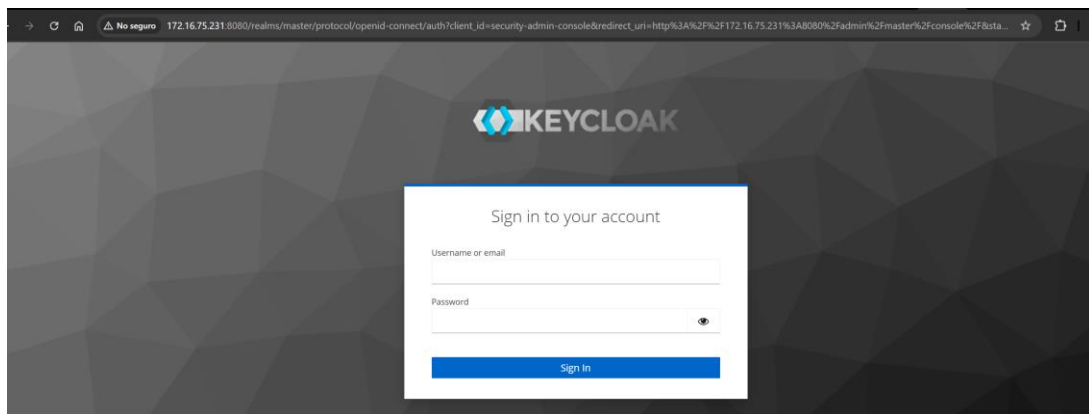 No seguro 172.16.75.231:8080/realms/master/protocol/openid-connect/auth?client_id=security-admin-console&redirect_uri=http%3A%2F%2F172.16.75.231%3A8080%2Fadmin%2Fmaster%2Fconsole%2F&sta...
KEYCLOAK
Sign in to your account
Username or email
Password
Sign In